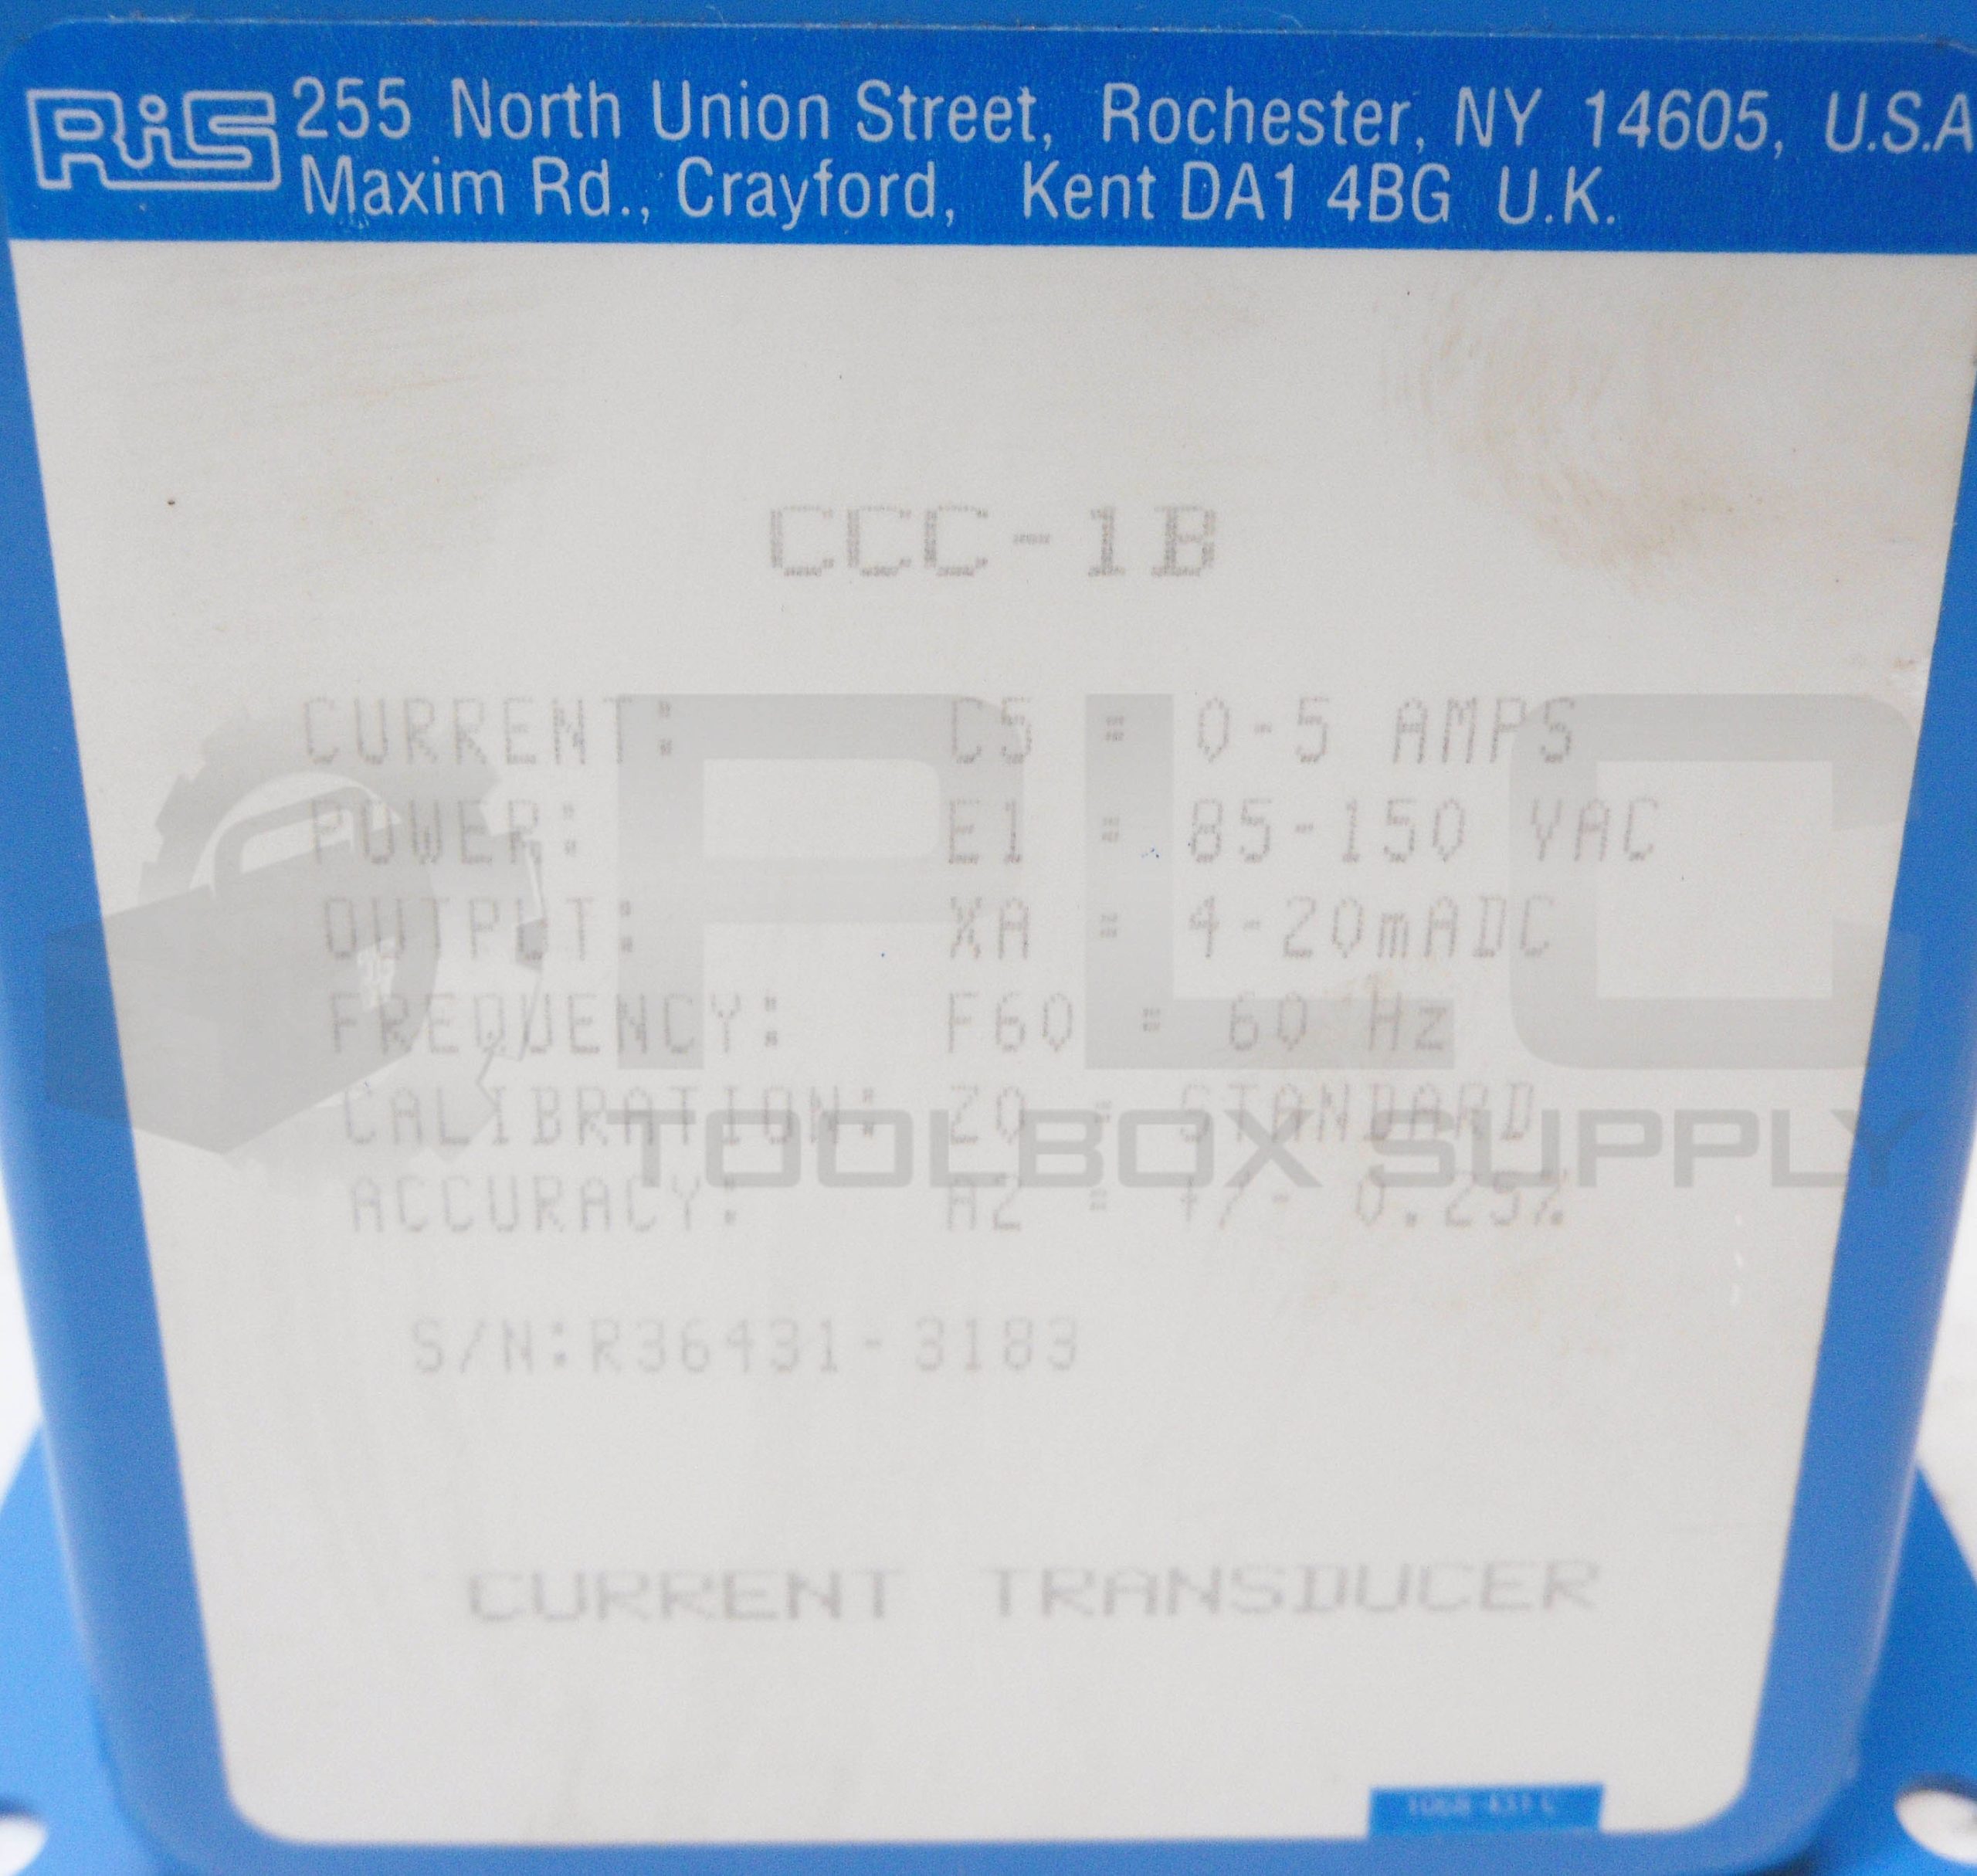 RiS 255 North Union Street, Rochester, NY 14605, U.S.A
Maxim Rd., Crayford, Kent DA1 4BG U.K.
CCC-1B
CURRENT: C5 = 0-5 AMPS
POWER: E1 = 85-150 VAC
OUTPUT: XA = 4-20mADC
FREQUENCY: F60 = 60 Hz
CALIBRATION: Z0 = STANDARD
ACCURACY: A2 = +/- 0.25%
S/N:R36431-3183
CURRENT TRANSDUCER
PLC
TOOLBOX SUPPLY